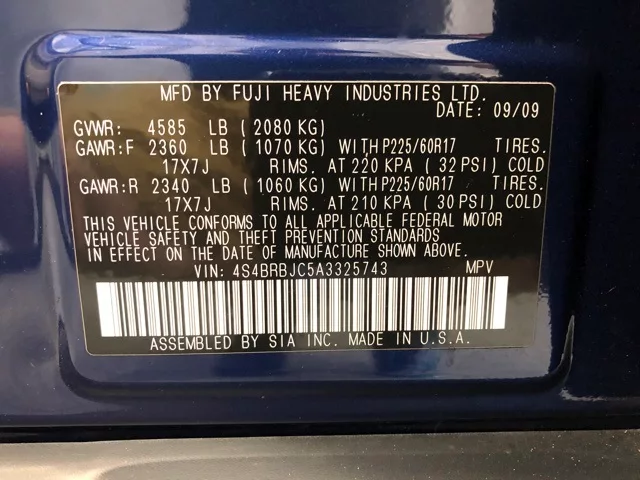 MFD BY FUJI HEAVY INDUSTRIES LTD.
DATE: 09/09
GVWR: 4585 LB ( 2080 KG)
GAWR:F 2360 LB ( 1070 KG) WITH P225/60R17 TIRES.
17X7J RIMS. AT 220 KPA ( 32 PSI) COLD
GAWR:R 2340 LB ( 1060 KG) WITH P225/60R17 TIRES.
17X7J RIMS. AT 210 KPA ( 30 PSI) COLD
THIS VEHICLE CONFORMS TO ALL APPLICABLE FEDERAL MOTOR
VEHICLE SAFETY AND THEFT PREVENTION STANDARDS
IN EFFECT ON THE DATE OF MANUFACTURE SHOWN ABOVE.
VIN: 4S4BRBJC5A3325743 MPV
ASSEMBLED BY SIA INC. MADE IN U.S.A.